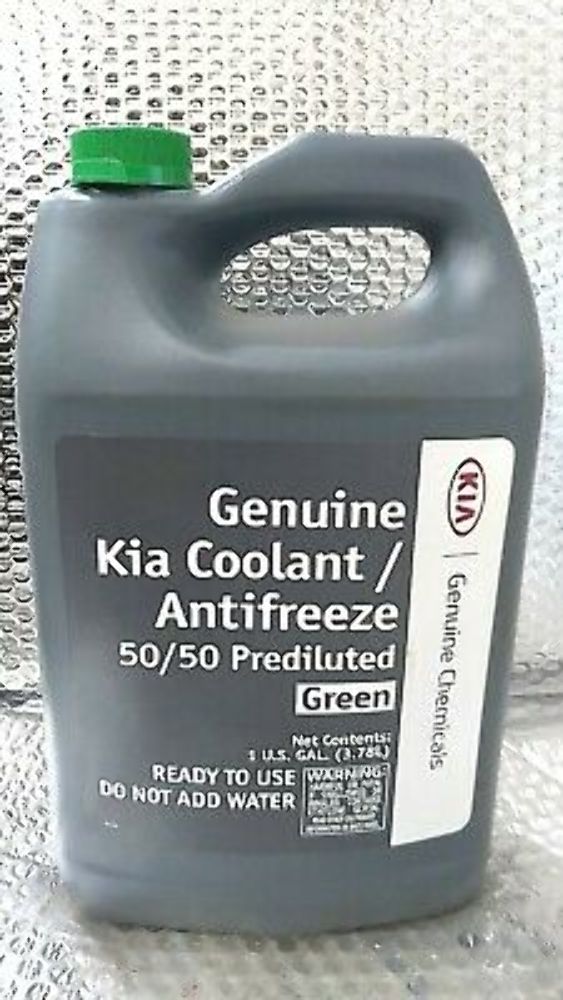 Genuine
Kia Coolant /
Antifreeze
50/50 Prediluted
Green
Net Contents:
1 U.S. GAL. (3.78L)
READY TO USE
DO NOT ADD WATER
WARNING:
KIA | Genuine Chemicals